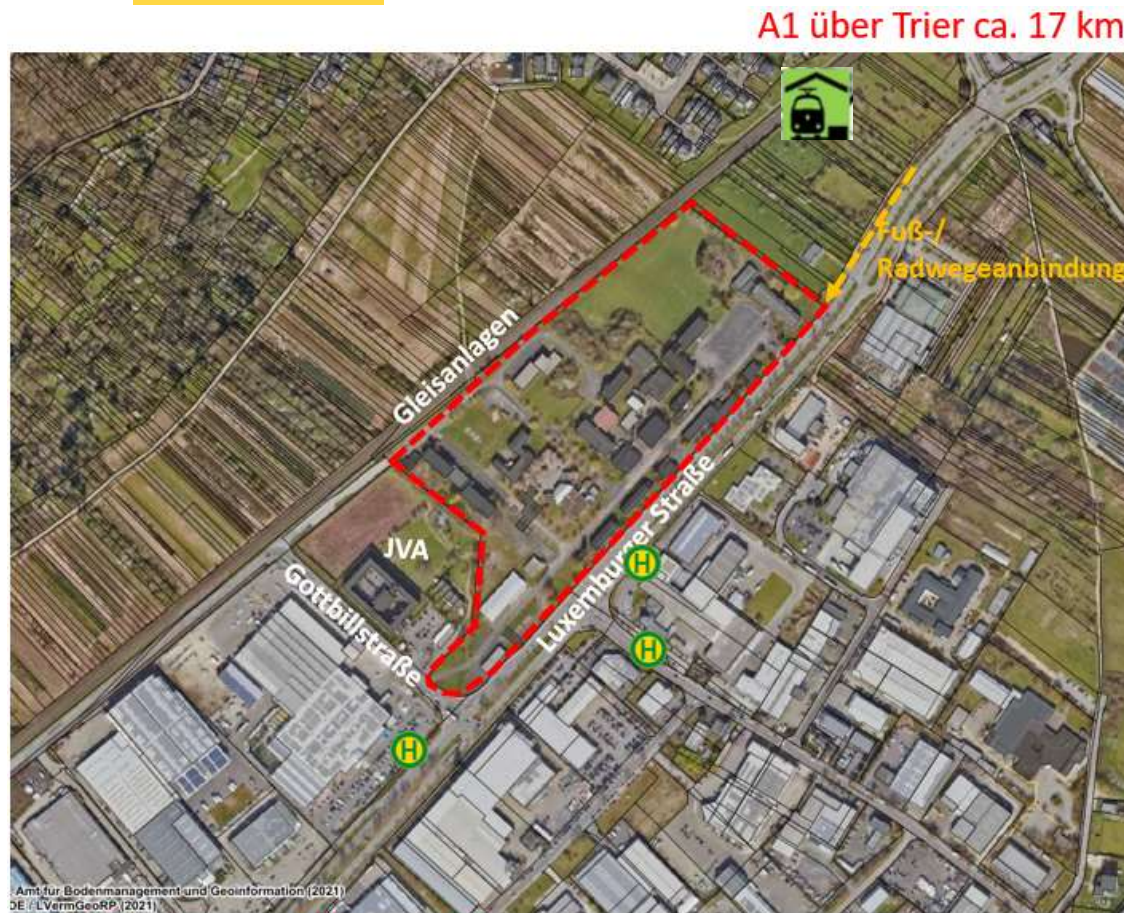 A1 über Trier ca. 17 km
Fuß-/
Radwegeanbindung
Gleisanlagen
JVA
Gottbillstraße
Luxemburger Straße
H
H
H
Amt für Bodenmanagement und Geoinformation (2021)
DE / LVermGeoRP (2021)